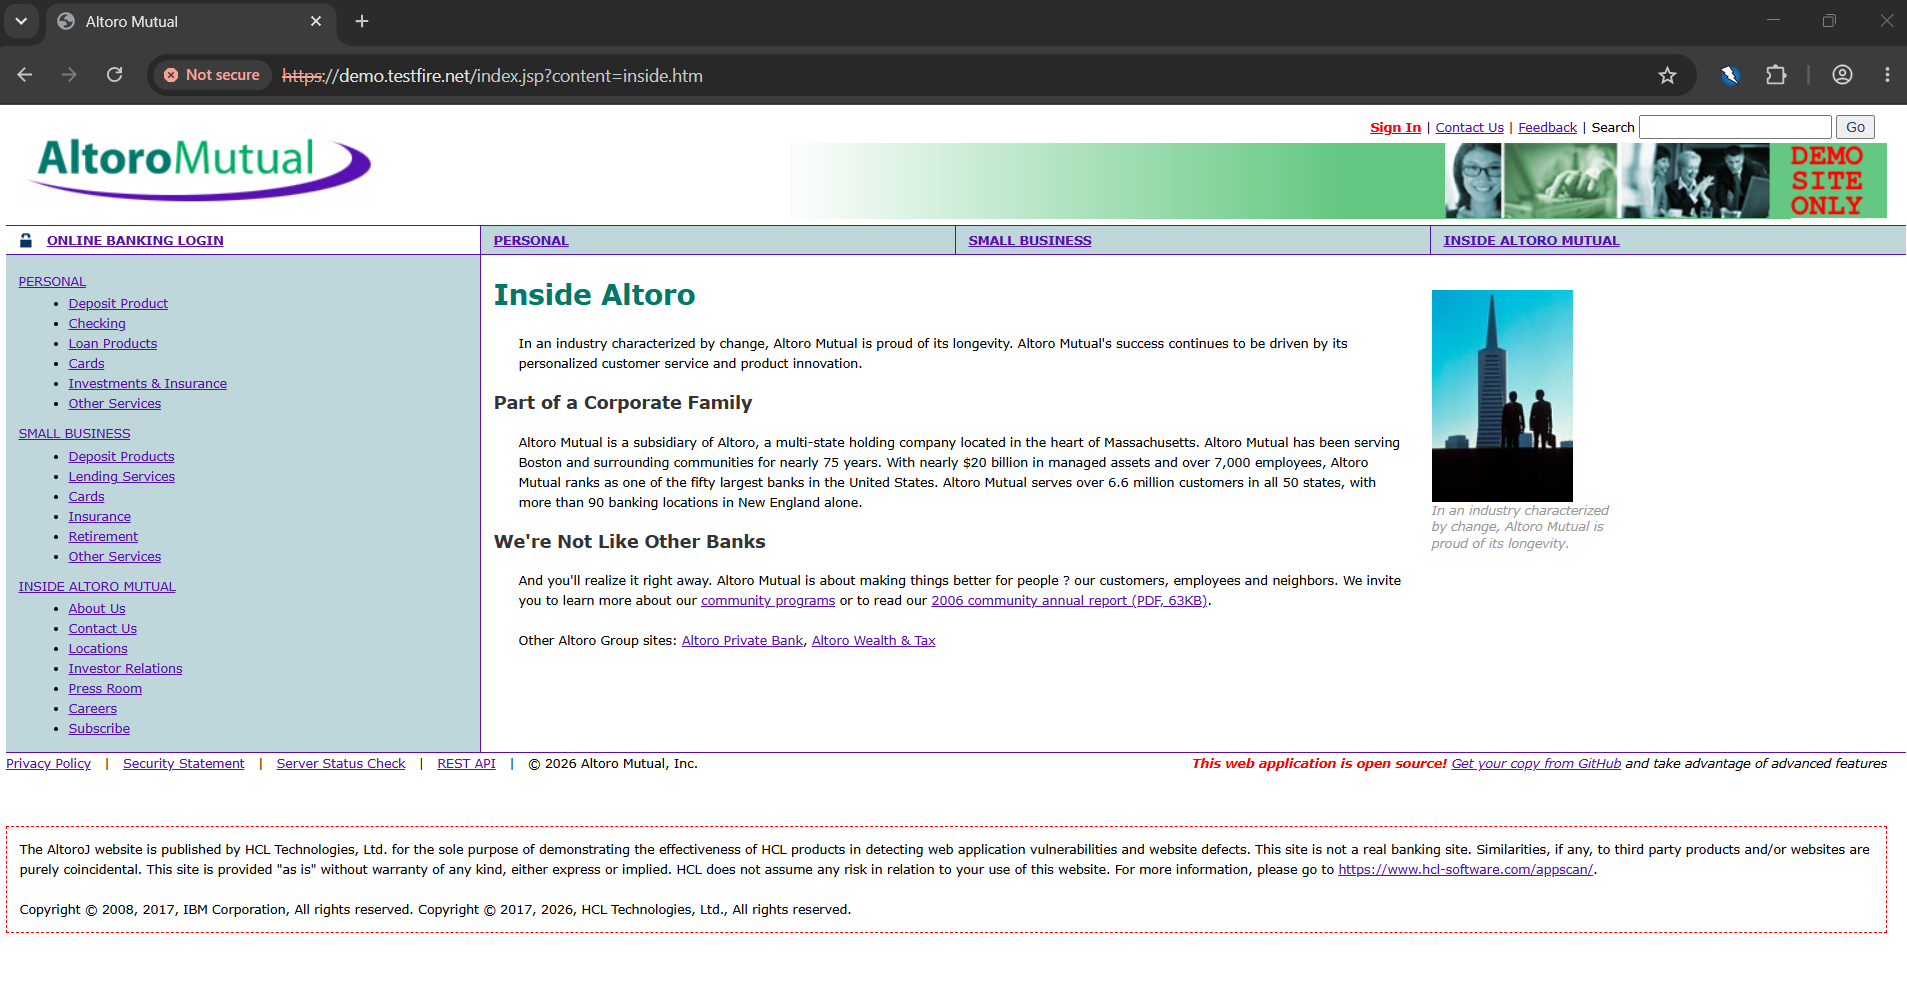 Altoro Mutual
Not secure https://demo.testfire.net/index.jsp?content=inside.htm
Sign In | Contact Us | Feedback | Search Go
AltoroMutual
DEMO
SITE
ONLY
ONLINE BANKING LOGIN
PERSONAL
SMALL BUSINESS
INSIDE ALTORO MUTUAL
PERSONAL
• Deposit Product
• Checking
• Loan Products
• Cards
• Investments & Insurance
• Other Services
SMALL BUSINESS
• Deposit Products
• Lending Services
• Cards
• Insurance
• Retirement
• Other Services
INSIDE ALTORO MUTUAL
• About Us
• Contact Us
• Locations
• Investor Relations
• Press Room
• Careers
• Subscribe
Inside Altoro
In an industry characterized by change, Altoro Mutual is proud of its longevity. Altoro Mutual's success continues to be driven by its
personalized customer service and product innovation.
Part of a Corporate Family
Altoro Mutual is a subsidiary of Altoro, a multi-state holding company located in the heart of Massachusetts. Altoro Mutual has been serving
Boston and surrounding communities for nearly 75 years. With nearly $20 billion in managed assets and over 7,000 employees, Altoro
Mutual ranks as one of the fifty largest banks in the United States. Altoro Mutual serves over 6.6 million customers in all 50 states, with
more than 90 banking locations in New England alone.
We're Not Like Other Banks
And you'll realize it right away. Altoro Mutual is about making things better for people ? our customers, employees and neighbors. We invite
you to learn more about our community programs or to read our 2006 community annual report (PDF, 63KB).
Other Altoro Group sites: Altoro Private Bank, Altoro Wealth & Tax
In an industry characterized
by change, Altoro Mutual is
proud of its longevity.
Privacy Policy | Security Statement | Server Status Check | REST API | © 2026 Altoro Mutual, Inc.
This web application is open source! Get your copy from GitHub and take advantage of advanced features
The AltoroJ website is published by HCL Technologies, Ltd. for the sole purpose of demonstrating the effectiveness of HCL products in detecting web application vulnerabilities and website defects. This site is not a real banking site. Similarities, if any, to third party products and/or websites are
purely coincidental. This site is provided "as is" without warranty of any kind, either express or implied. HCL does not assume any risk in relation to your use of this website. For more information, please go to https://www.hcl-software.com/appscan/.
Copyright © 2008, 2017, IBM Corporation, All rights reserved. Copyright © 2017, 2026, HCL Technologies, Ltd., All rights reserved.